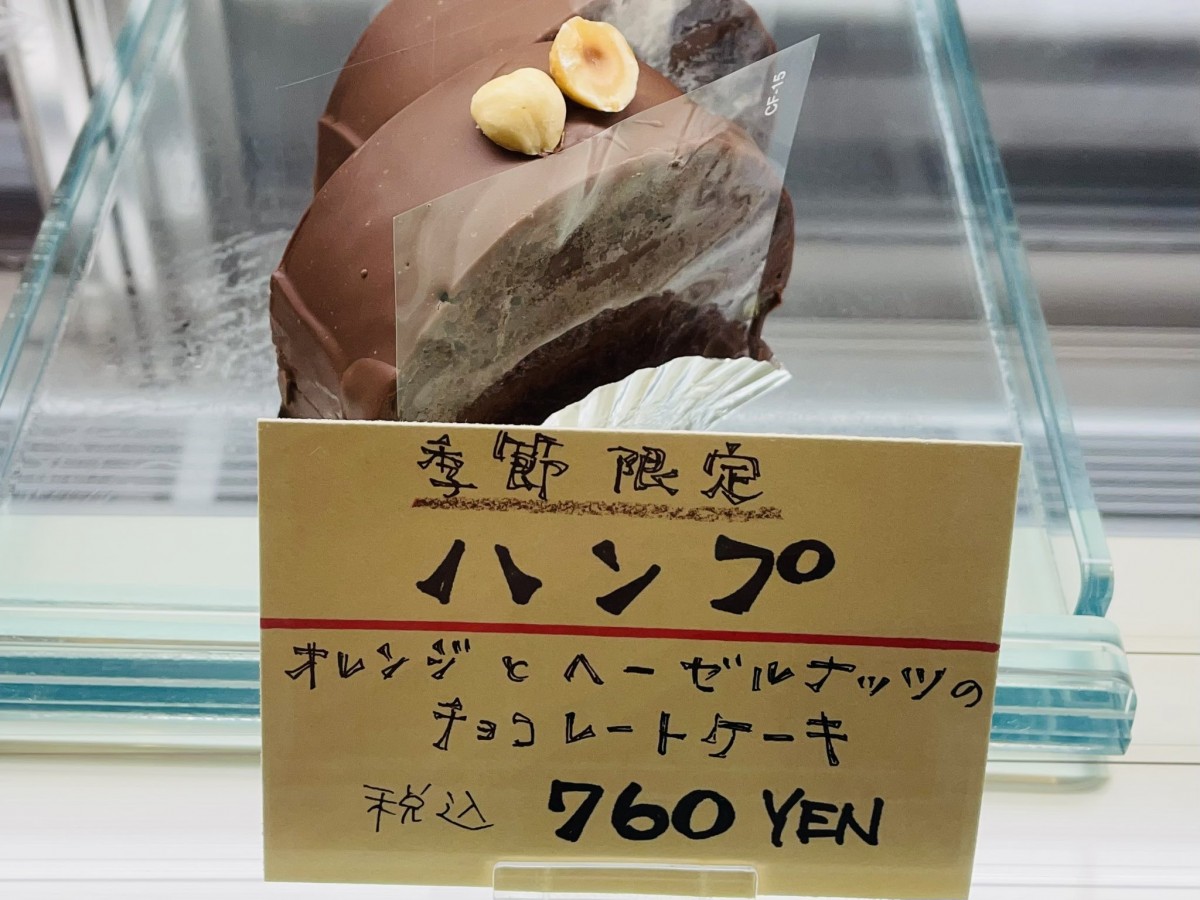 CF-15
季節限定
ハンプ
オレンジとヘーゼルナッツの
チョコレートケーキ
税込 760 YEN